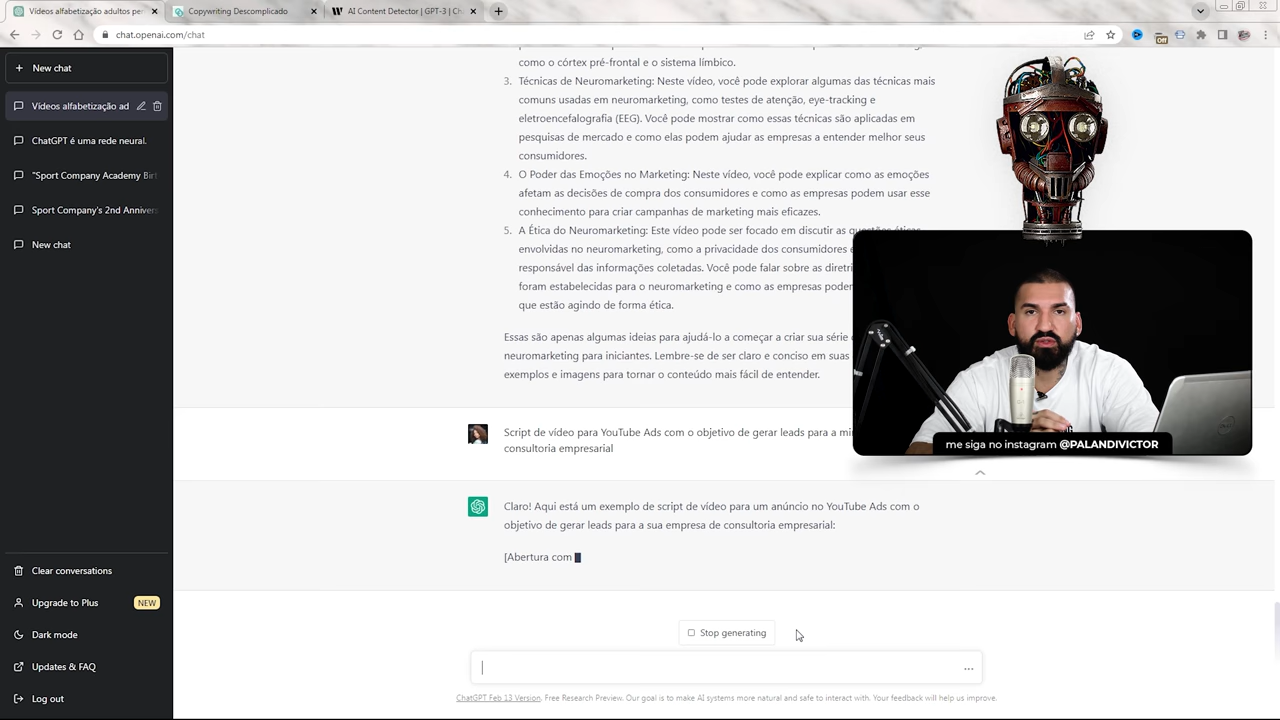 Vídeos alfabetização adultos pe
Copywriting Descomplicado
AI Content Detector | GPT-3 | Ch
chat.openai.com/chat
Off
New chat
Vídeos alfabetização ad
ChatGPT é uma rede neural.
"Sport Company Academy Birt
Sport Company's 2nd Annivers
New chat
Clear conversations
Upgrade to Plus
NEW
Dark mode
Updates & FAQ
Log out
como o córtex pré-frontal e o sistema límbico.
3. Técnicas de Neuromarketing: Neste vídeo, você pode explorar algumas das técnicas mais
comuns usadas em neuromarketing, como testes de atenção, eye-tracking e
eletroencefalografia (EEG). Você pode mostrar como essas técnicas são aplicadas em
pesquisas de mercado e como elas podem ajudar as empresas a entender melhor seus
consumidores.
4. O Poder das Emoções no Marketing: Neste vídeo, você pode explicar como as emoções
afetam as decisões de compra dos consumidores e como as empresas podem usar esse
conhecimento para criar campanhas de marketing mais eficazes.
5. A Ética do Neuromarketing: Este vídeo pode ser focado em discutir as questões éticas
envolvidas no neuromarketing, como a privacidade dos consumidores e
responsável das informações coletadas. Você pode falar sobre as diretri
foram estabelecidas para o neuromarketing e como as empresas poder
que estão agindo de forma ética.
Essas são apenas algumas ideias para ajudá-lo a começar a criar sua série
neuromarketing para iniciantes. Lembre-se de ser claro e conciso em suas
exemplos e imagens para tornar o conteúdo mais fácil de entender.
Script de vídeo para YouTube Ads com o objetivo de gerar leads para a mi
consultoria empresarial
Claro! Aqui está um exemplo de script de vídeo para um anúncio no YouTube Ads com o
objetivo de gerar leads para a sua empresa de consultoria empresarial:
[Abertura com
me siga no instagram @PALANDIVICTOR
Stop generating
ChatGPT Feb 13 Version. Free Research Preview. Our goal is to make AI systems more natural and safe to interact with. Your feedback will help us improve.